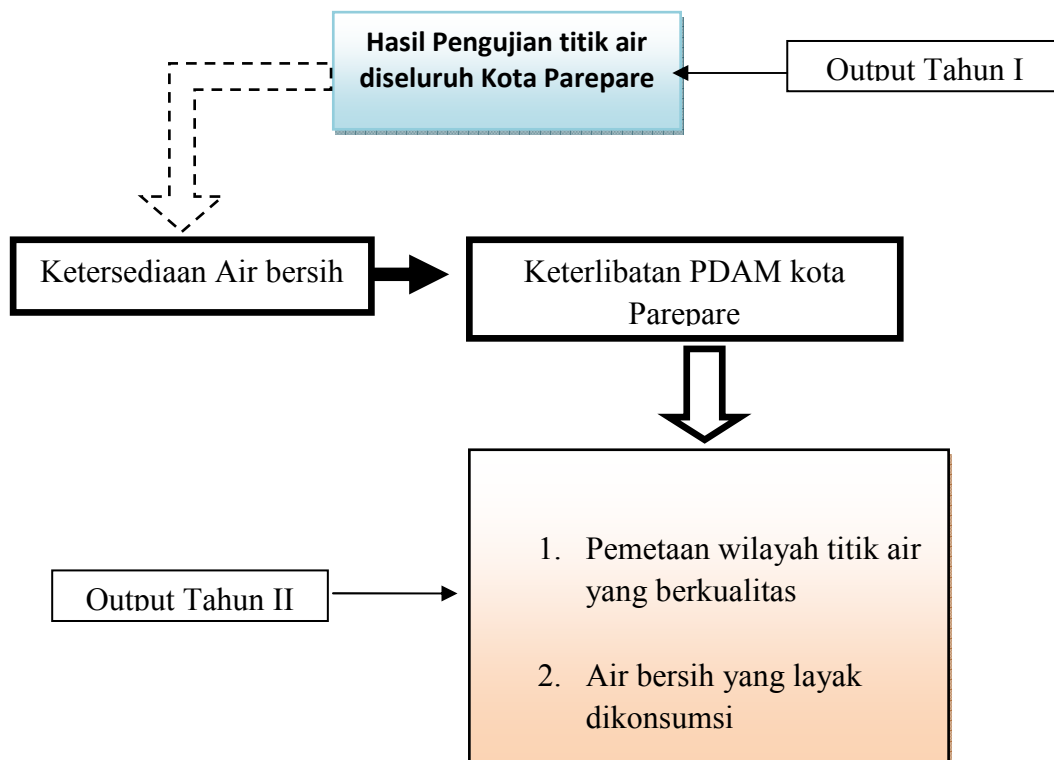 Hasil Pengujian titik air
diseluruh Kota Parepare
Output Tahun I
Ketersediaan Air bersih
Keterlibatan PDAM kota
Parepare
1. Pemetaan wilayah titik air
yang berkualitas
Output Tahun II
2. Air bersih yang layak
dikonsumsi